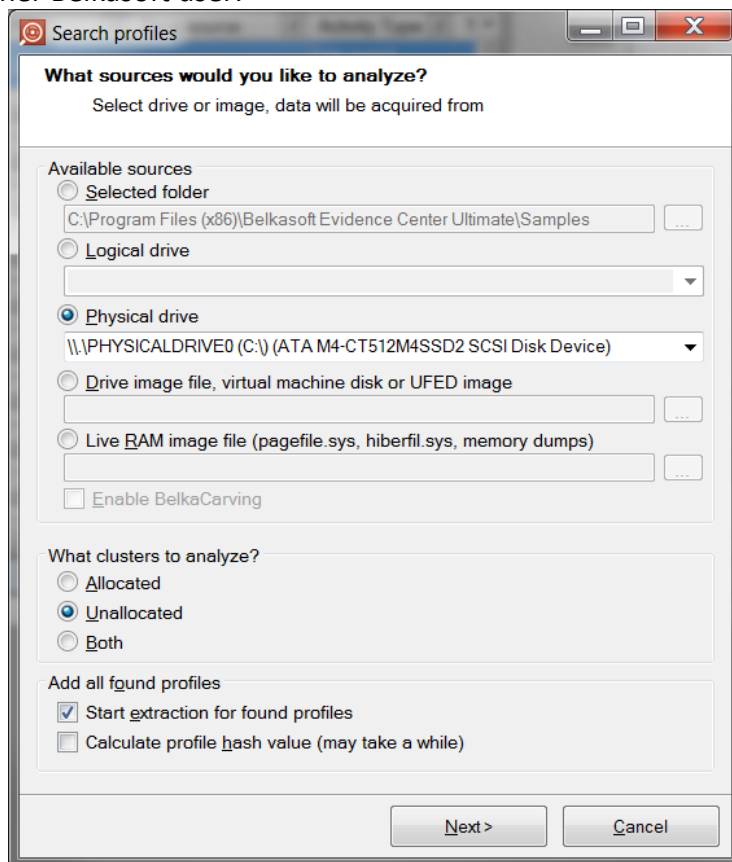 Search profiles
What sources would you like to analyze?
Select drive or image, data will be acquired from
Available sources
Selected folder
C:\Program Files (x86)\Belkasoft Evidence Center Ultimate\Samples ...
Logical drive
Physical drive
\\.\PHYSICALDRIVE0 (C:\) (ATA M4-CT512M4SSD2 SCSI Disk Device)
Drive image file, virtual machine disk or UFED image
...
Live RAM image file (pagefile.sys, hiberfil.sys, memory dumps)
...
Enable BelkaCarving
What clusters to analyze?
Allocated
Unallocated
Both
Add all found profiles
Start extraction for found profiles
Calculate profile hash value (may take a while)
Next > Cancel